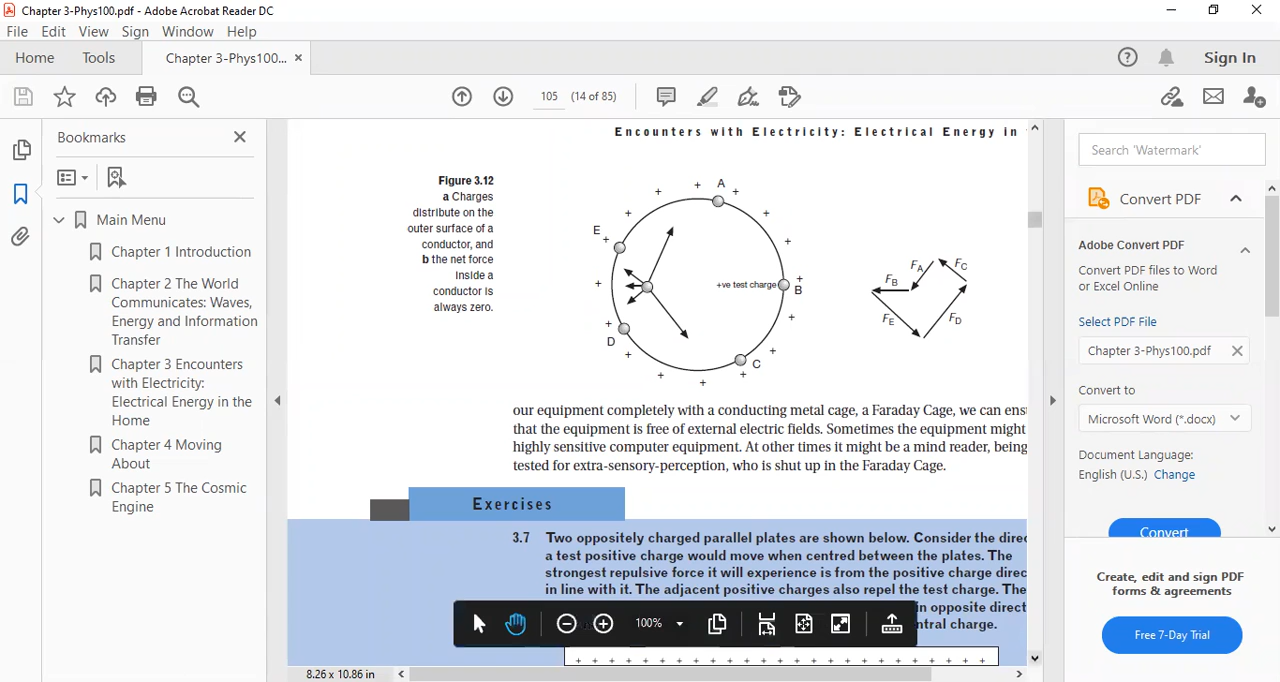 Chapter 3-Phys100.pdf - Adobe Acrobat Reader DC
File Edit View Sign Window Help
Home Tools Chapter 3-Phys100... × Sign In
105 (14 of 85)
Bookmarks
Main Menu
Chapter 1 Introduction
Chapter 2 The World
Communicates: Waves,
Energy and Information
Transfer
Chapter 3 Encounters
with Electricity:
Electrical Energy in the
Home
Chapter 4 Moving
About
Chapter 5 The Cosmic
Engine
Encounters with Electricity: Electrical Energy in
Figure 3.12
a Charges
distribute on the
outer surface of a
conductor, and
b the net force
inside a
conductor is
always zero.
A
E
+ve test charge
B
D
C
FA
FC
FB
FE
FD
our equipment completely with a conducting metal cage, a Faraday Cage, we can ens
that the equipment is free of external electric fields. Sometimes the equipment might
highly sensitive computer equipment. At other times it might be a mind reader, being
tested for extra-sensory-perception, who is shut up in the Faraday Cage.
Exercises
3.7 Two oppositely charged parallel plates are shown below. Consider the direc
a test positive charge would move when centred between the plates. The
strongest repulsive force it will experience is from the positive charge direc
in line with it. The adjacent positive charges also repel the test charge. The
in opposite direct
ntral charge.
+ + + + + + + + + + + + + + + + + + + + + + + +
100%
8.26 x 10.86 in
Search 'Watermark'
Convert PDF
Adobe Convert PDF
Convert PDF files to Word
or Excel Online
Select PDF File
Chapter 3-Phys100.pdf
Convert to
Microsoft Word (*.docx)
Document Language:
English (U.S.) Change
Convert
Create, edit and sign PDF
forms & agreements
Free 7-Day Trial